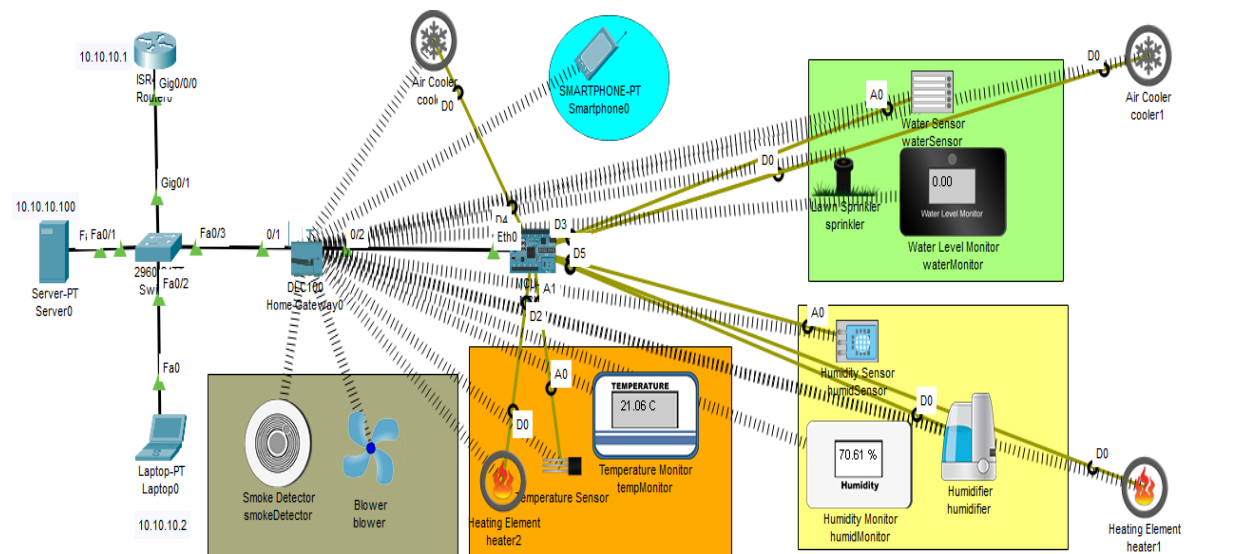 10.10.10.1
ISR
Gig0/0/0
Router0
Gig0/1
10.10.10.100
Fa0/1
Fa0/3
0/1
0/2
Eth0
Server-PT
Server0
Fa0/2
DLC100
Home Gateway0
Fa0
Laptop-PT
Laptop0
10.10.10.2
Air Cooler
D0
D4
SMARTPHONE-PT
Smartphone0
D3
D5
A1
D2
D0
A0
D0
Water Sensor
waterSensor
0.00
Water Level Monitor
Lawn Sprinkler
sprinkler
Water Level Monitor
waterMonitor
D0
Air Cooler
cooler1
Smoke Detector
smokeDetector
Blower
blower
TEMPERATURE
21.06 C
A0
D0
Temperature Monitor
tempMonitor
Temperature Sensor
Heating Element
heater2
A0
Humidity Sensor
humidSensor
D0
70.61 %
Humidity
Humidity Monitor
humidMonitor
Humidifier
humidifier
D0
Heating Element
heater1